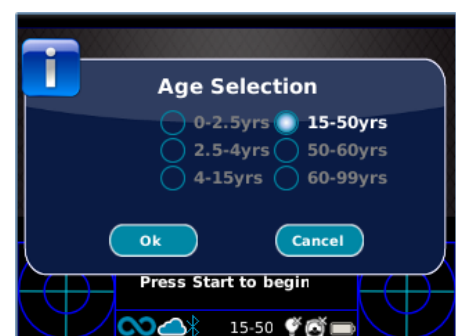 i
Age Selection
0-2.5yrs 15-50yrs
2.5-4yrs 50-60yrs
4-15yrs 60-99yrs
Ok Cancel
Press Start to begin
15-50